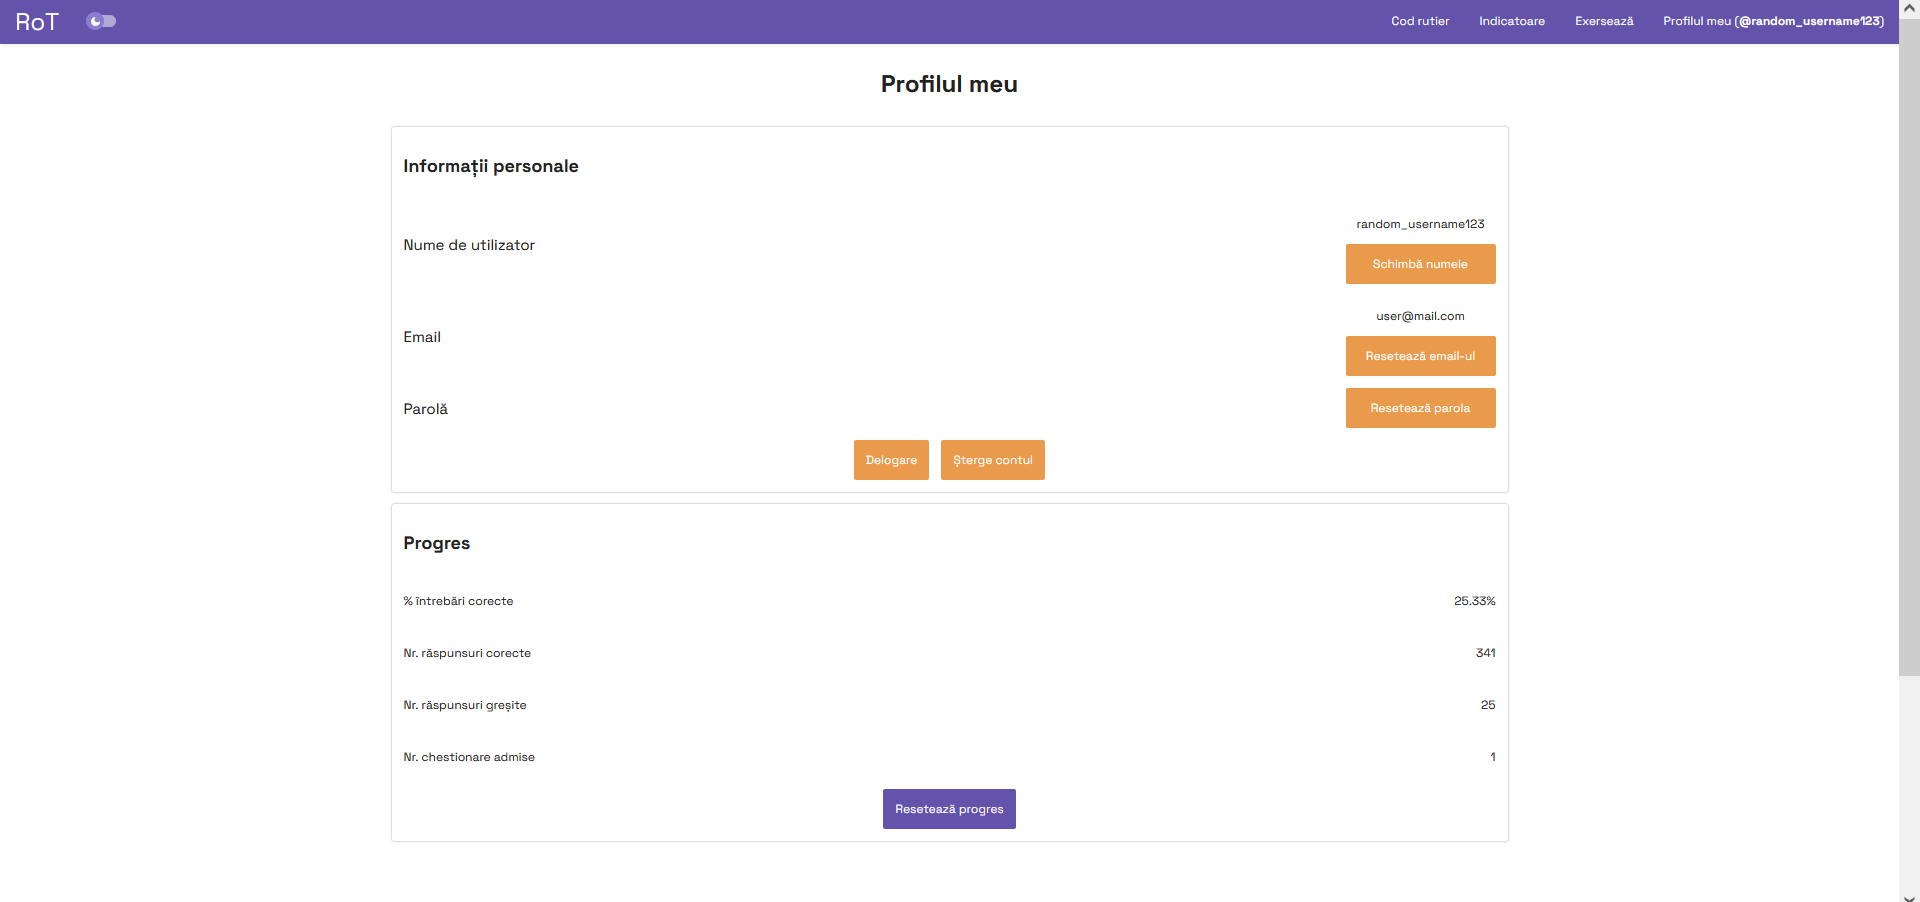 RoT
Cod rutier Indicatoare Exersează Profilul meu (@random_username123)
Profilul meu
Informații personale
Nume de utilizator
random_username123
Schimbă numele
Email
user@mail.com
Resetează email-ul
Parolă
Resetează parola
Delogare Șterge contul
Progres
% întrebări corecte 25.33%
Nr. răspunsuri corecte 341
Nr. răspunsuri greșite 25
Nr. chestionare admise 1
Resetează progres